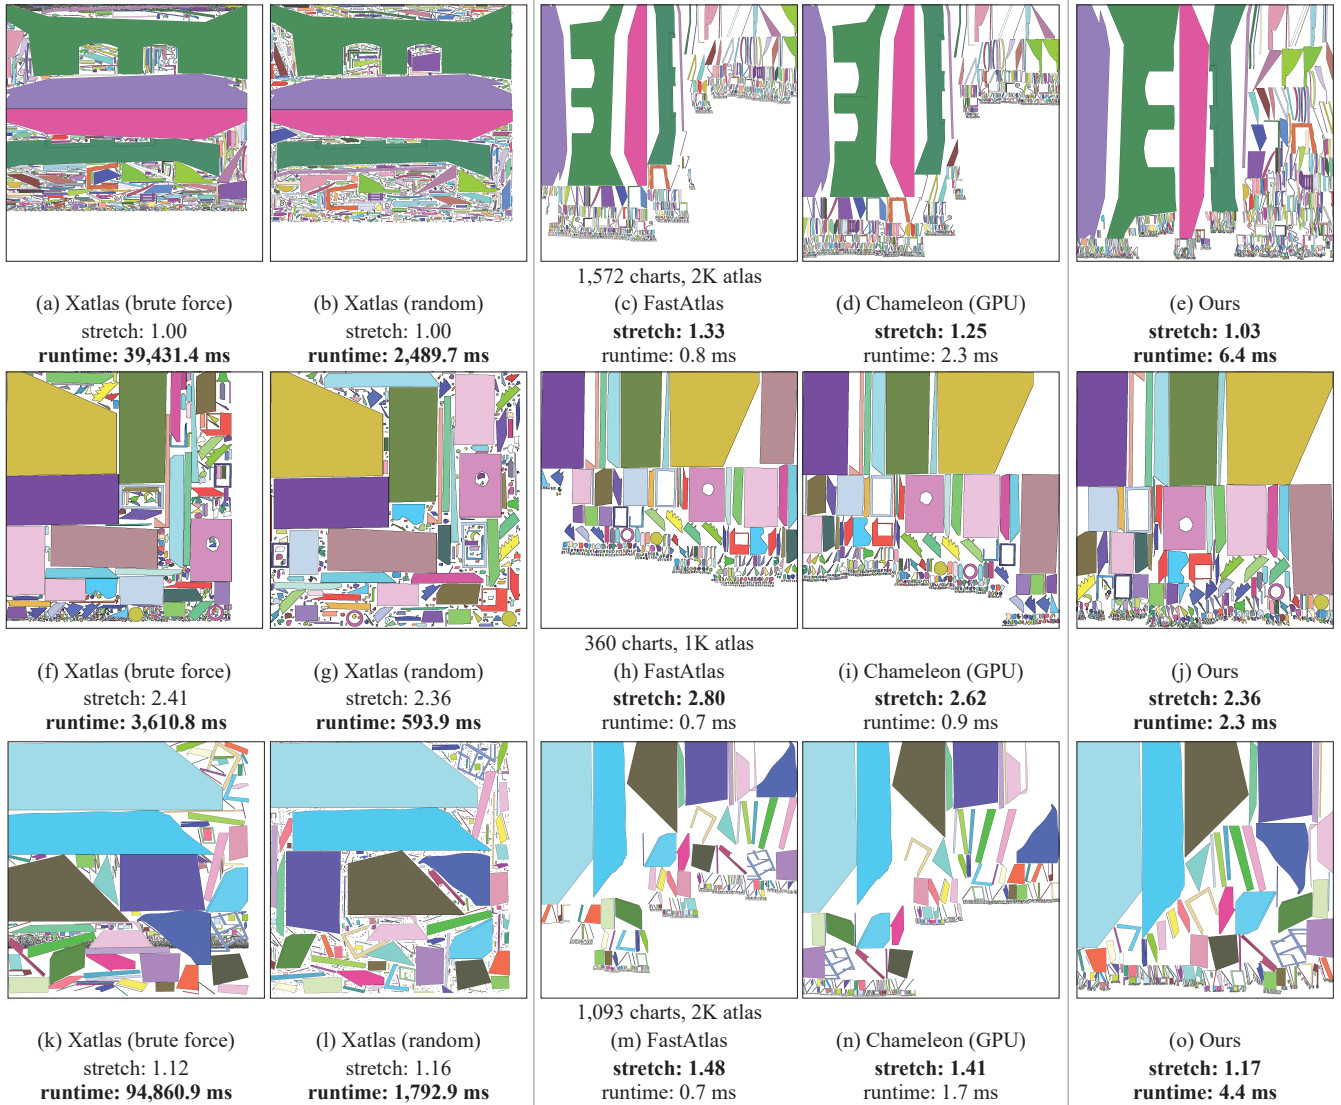 1,572 charts, 2K atlas
(a) Xatlas (brute force)
stretch: 1.00
runtime: 39,431.4 ms
(b) Xatlas (random)
stretch: 1.00
runtime: 2,489.7 ms
(c) FastAtlas
stretch: 1.33
runtime: 0.8 ms
(d) Chameleon (GPU)
stretch: 1.25
runtime: 2.3 ms
(e) Ours
stretch: 1.03
runtime: 6.4 ms
360 charts, 1K atlas
(f) Xatlas (brute force)
stretch: 2.41
runtime: 3,610.8 ms
(g) Xatlas (random)
stretch: 2.36
runtime: 593.9 ms
(h) FastAtlas
stretch: 2.80
runtime: 0.7 ms
(i) Chameleon (GPU)
stretch: 2.62
runtime: 0.9 ms
(j) Ours
stretch: 2.36
runtime: 2.3 ms
1,093 charts, 2K atlas
(k) Xatlas (brute force)
stretch: 1.12
runtime: 94,860.9 ms
(l) Xatlas (random)
stretch: 1.16
runtime: 1,792.9 ms
(m) FastAtlas
stretch: 1.48
runtime: 0.7 ms
(n) Chameleon (GPU)
stretch: 1.41
runtime: 1.7 ms
(o) Ours
stretch: 1.17
runtime: 4.4 ms